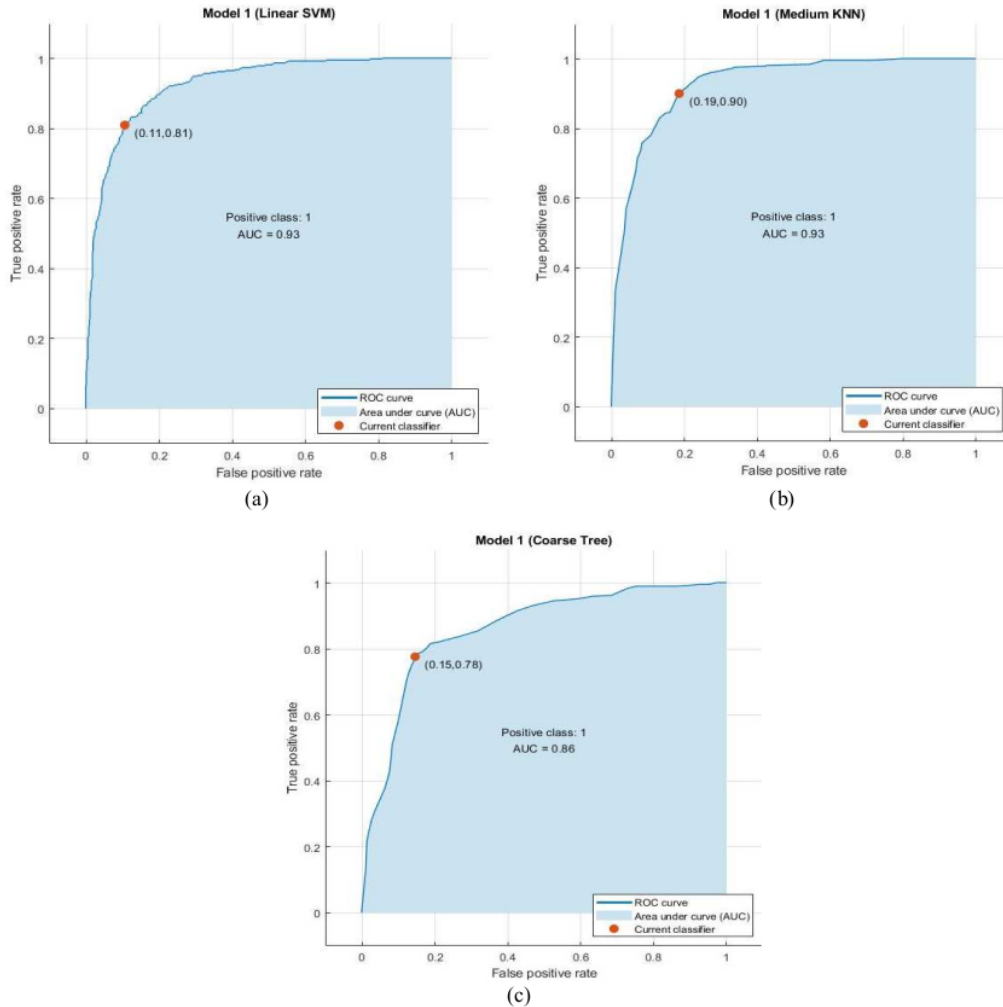 Model 1 (Linear SVM)
1
0.8
0.6
0.4
0.2
0
True positive rate
(0.11,0.81)
Positive class: 1
AUC = 0.93
ROC curve
Area under curve (AUC)
Current classifier
0 0.2 0.4 0.6 0.8 1
False positive rate
(a)
Model 1 (Medium KNN)
1
0.8
0.6
0.4
0.2
0
True positive rate
(0.19,0.90)
Positive class: 1
AUC = 0.93
ROC curve
Area under curve (AUC)
Current classifier
0 0.2 0.4 0.6 0.8 1
False positive rate
(b)
Model 1 (Coarse Tree)
1
0.8
0.6
0.4
0.2
0
True positive rate
(0.15,0.78)
Positive class: 1
AUC = 0.86
ROC curve
Area under curve (AUC)
Current classifier
0 0.2 0.4 0.6 0.8 1
False positive rate
(c)